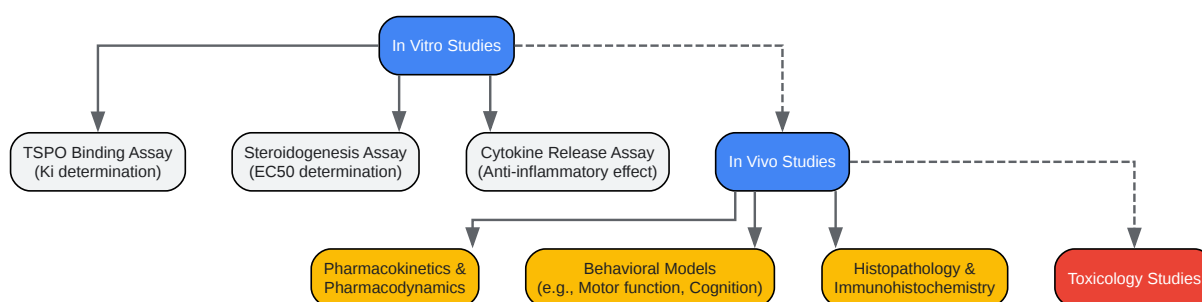 In Vitro Studies
TSPO Binding Assay
(Ki determination)
Steroidogenesis Assay
(EC50 determination)
Cytokine Release Assay
(Anti-inflammatory effect)
In Vivo Studies
Pharmacokinetics &
Pharmacodynamics
Behavioral Models
(e.g., Motor function, Cognition)
Histopathology &
Immunohistochemistry
Toxicology Studies